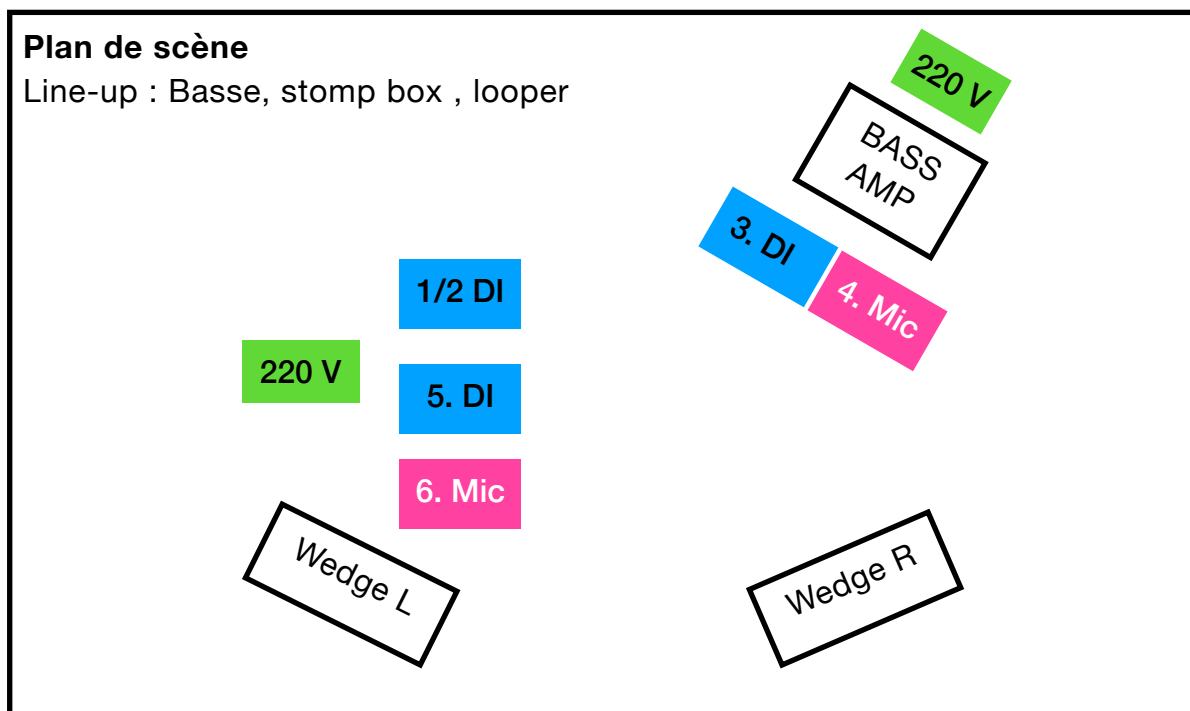 Plan de scène
Line-up : Basse, stomp box , looper
220 V
BASS
AMP
3. DI
4. Mic
1/2 DI
220 V
5. DI
6. Mic
Wedge L
Wedge R